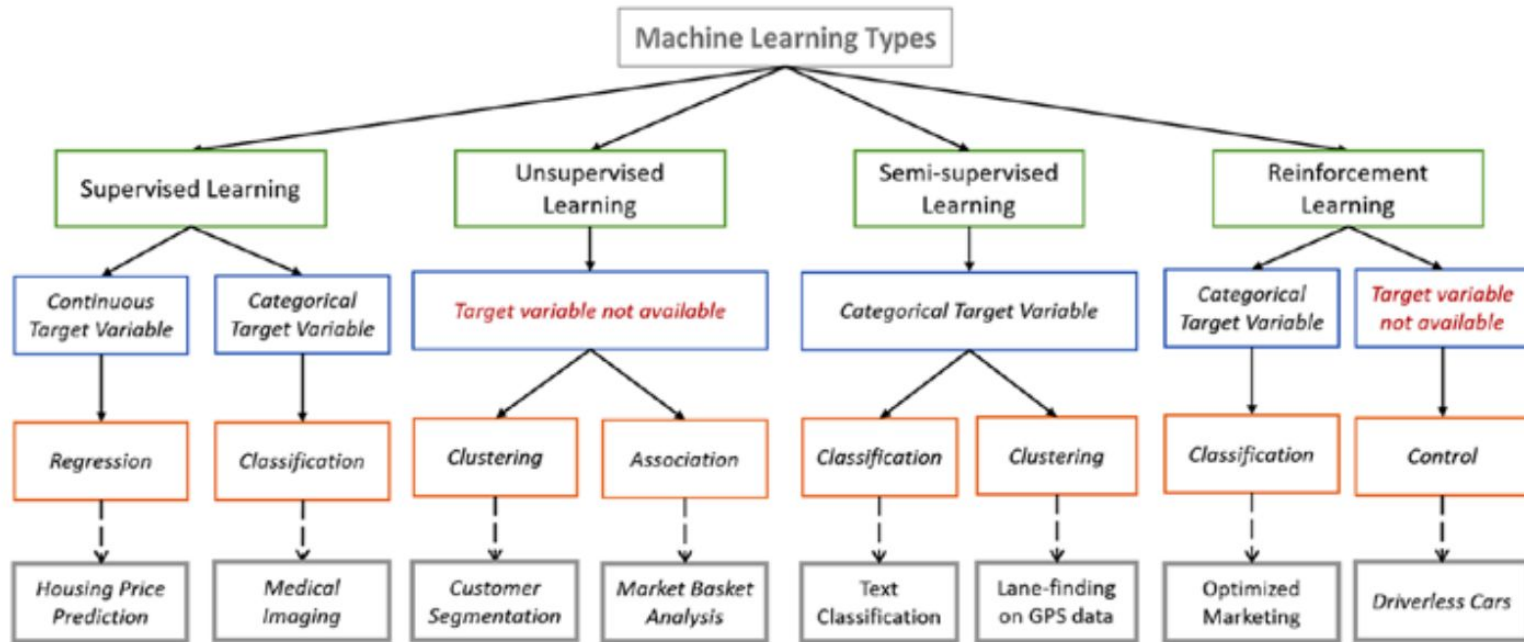 Machine Learning Types
Supervised Learning
Unsupervised
Learning
Semi-supervised
Learning
Reinforcement
Learning
Continuous
Target Variable
Categorical
Target Variable
Target variable not available
Categorical Target Variable
Categorical
Target Variable
Target variable
not available
Regression
Classification
Clustering
Association
Classification
Clustering
Classification
Control
Housing Price
Prediction
Medical
Imaging
Customer
Segmentation
Market Basket
Analysis
Text
Classification
Lane-finding
on GPS data
Optimized
Marketing
Driverless Cars